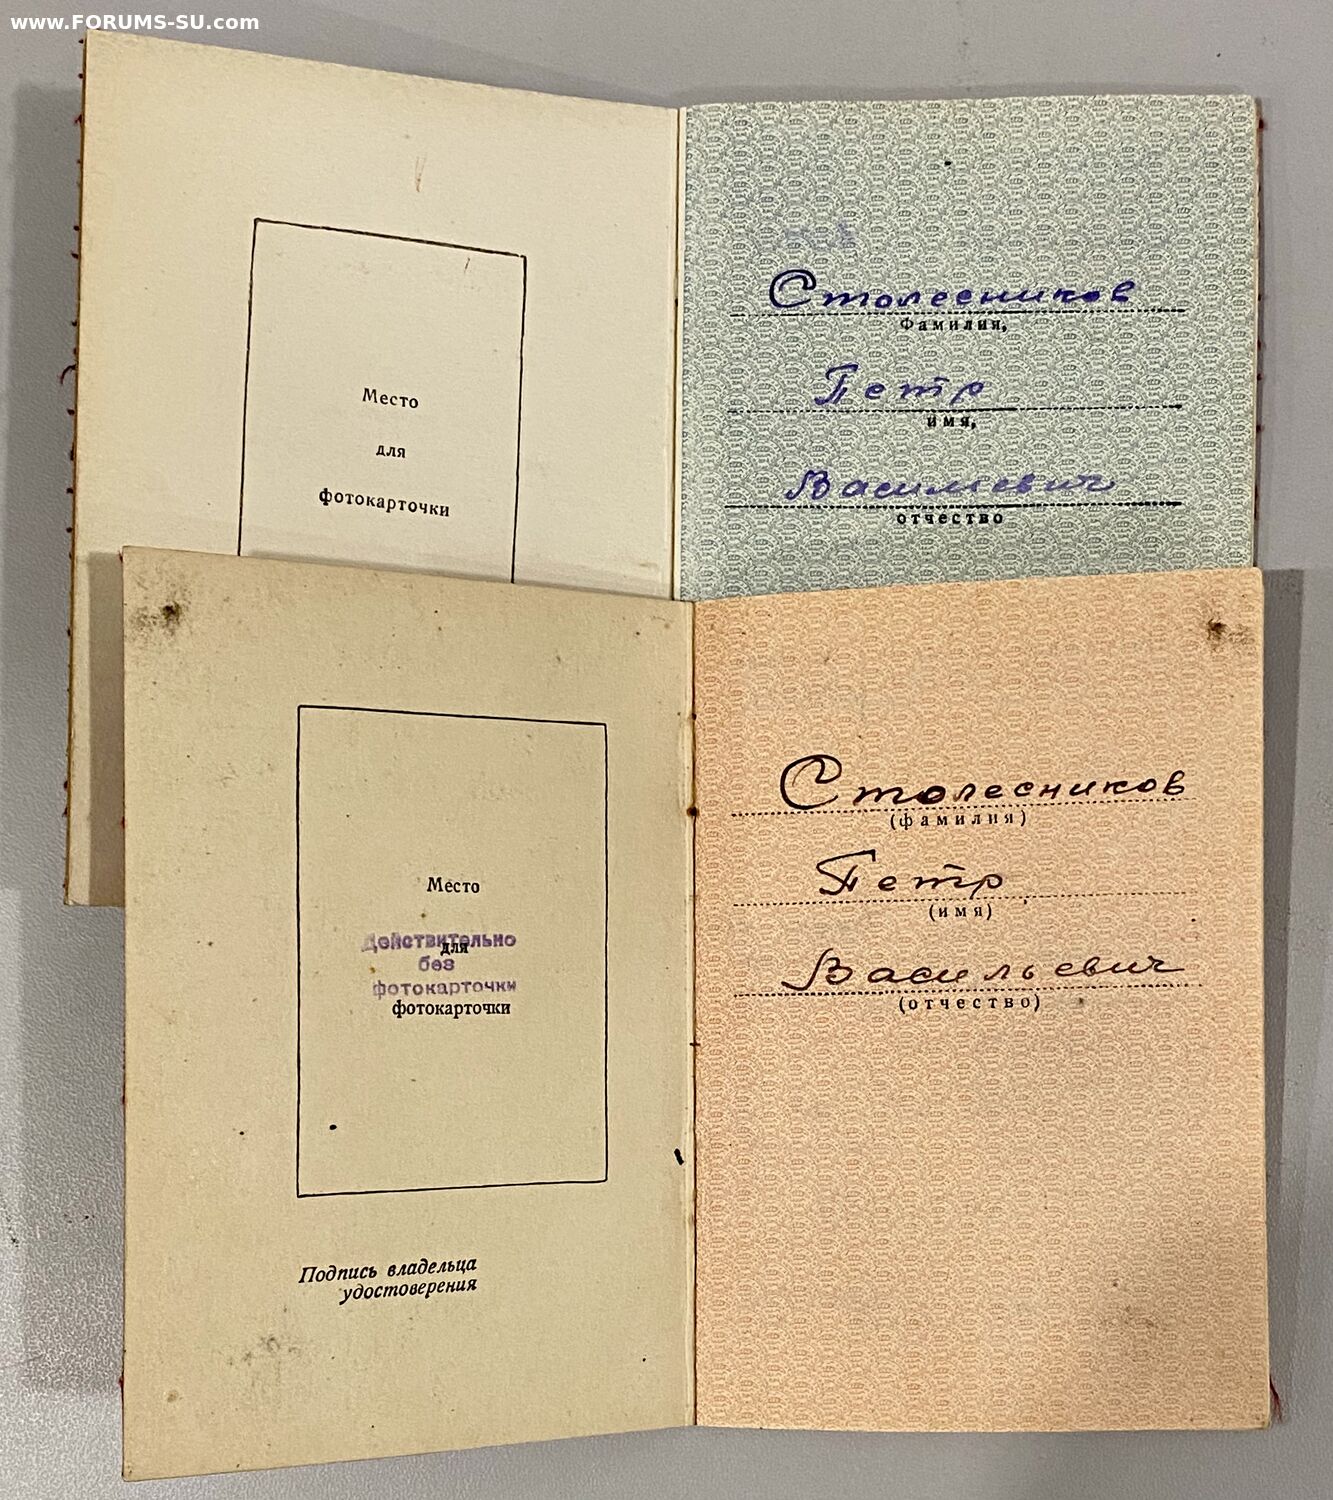 www.FORUMS-SU.com
Место
для
фотокарточки
Столесников
Фамилия,
Петр
имя,
Василиевич
отчество
Место
Действительно
для
без
фотокарточки
фотокарточки
Подпись владельца
удостоверения
Столесников
(фамилия)
Петр
(имя)
Васильевич
(отчество)